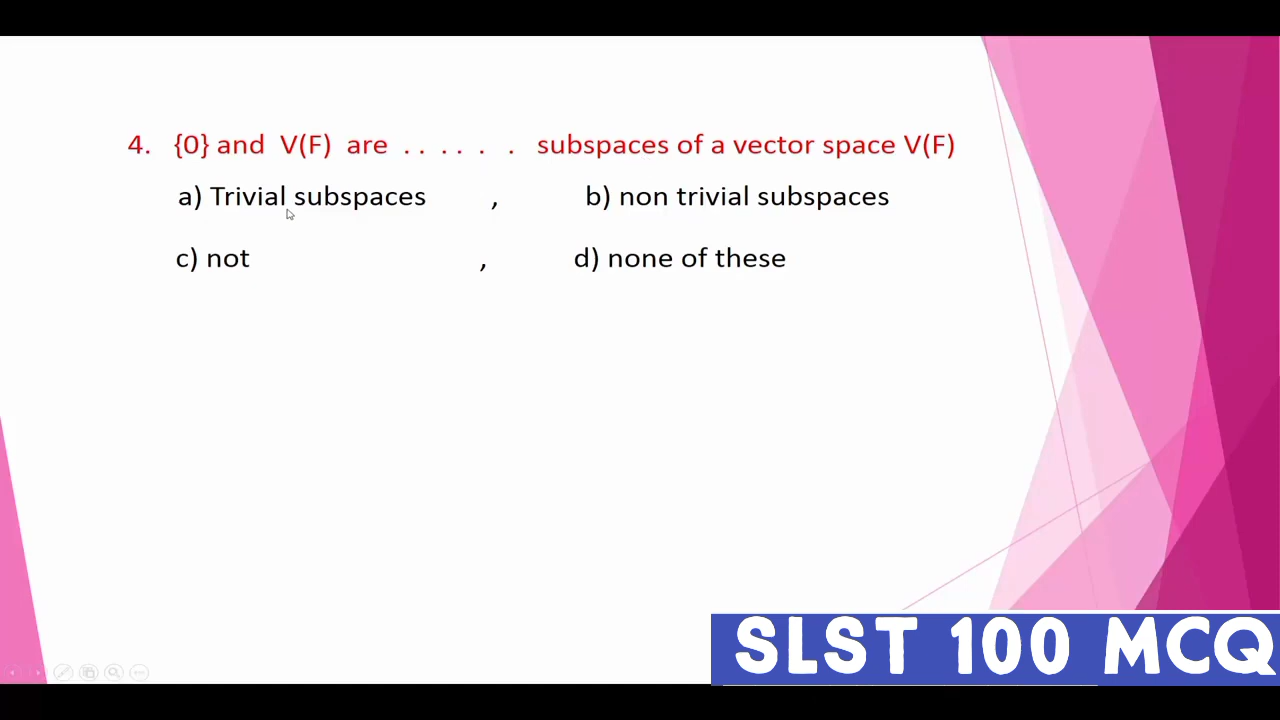 4. {0} and V(F) are . . . . . . subspaces of a vector space V(F)
a) Trivial subspaces , b) non trivial subspaces
c) not , d) none of these
SLST 100 MCQ